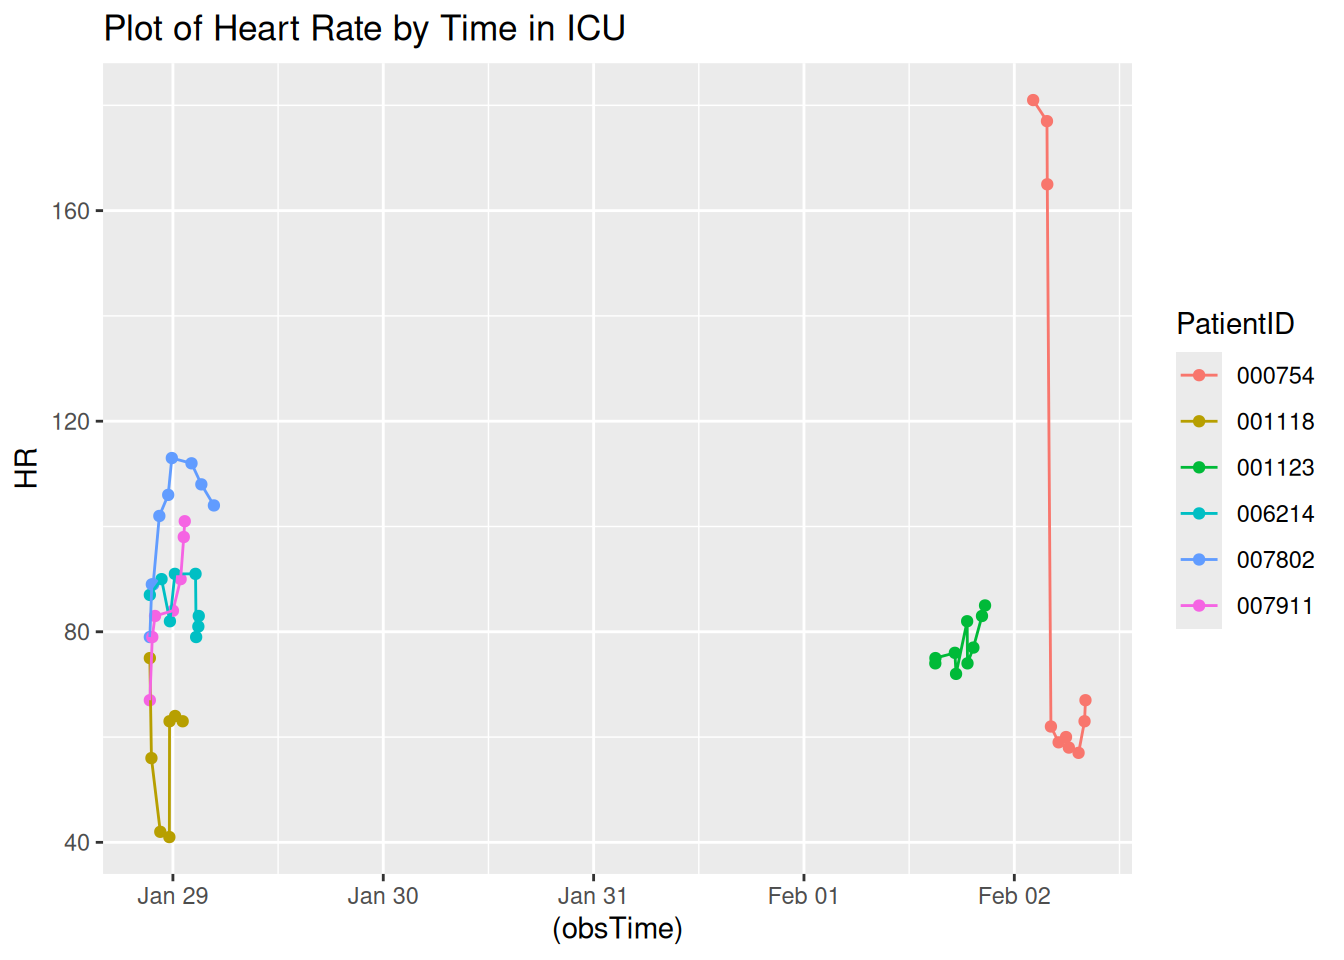 Plot of Heart Rate by Time in ICU
HR
160
120
80
40
Jan 29 Jan 30 Jan 31 Feb 01 Feb 02
(obsTime)
PatientID
000754
001118
001123
006214
007802
007911